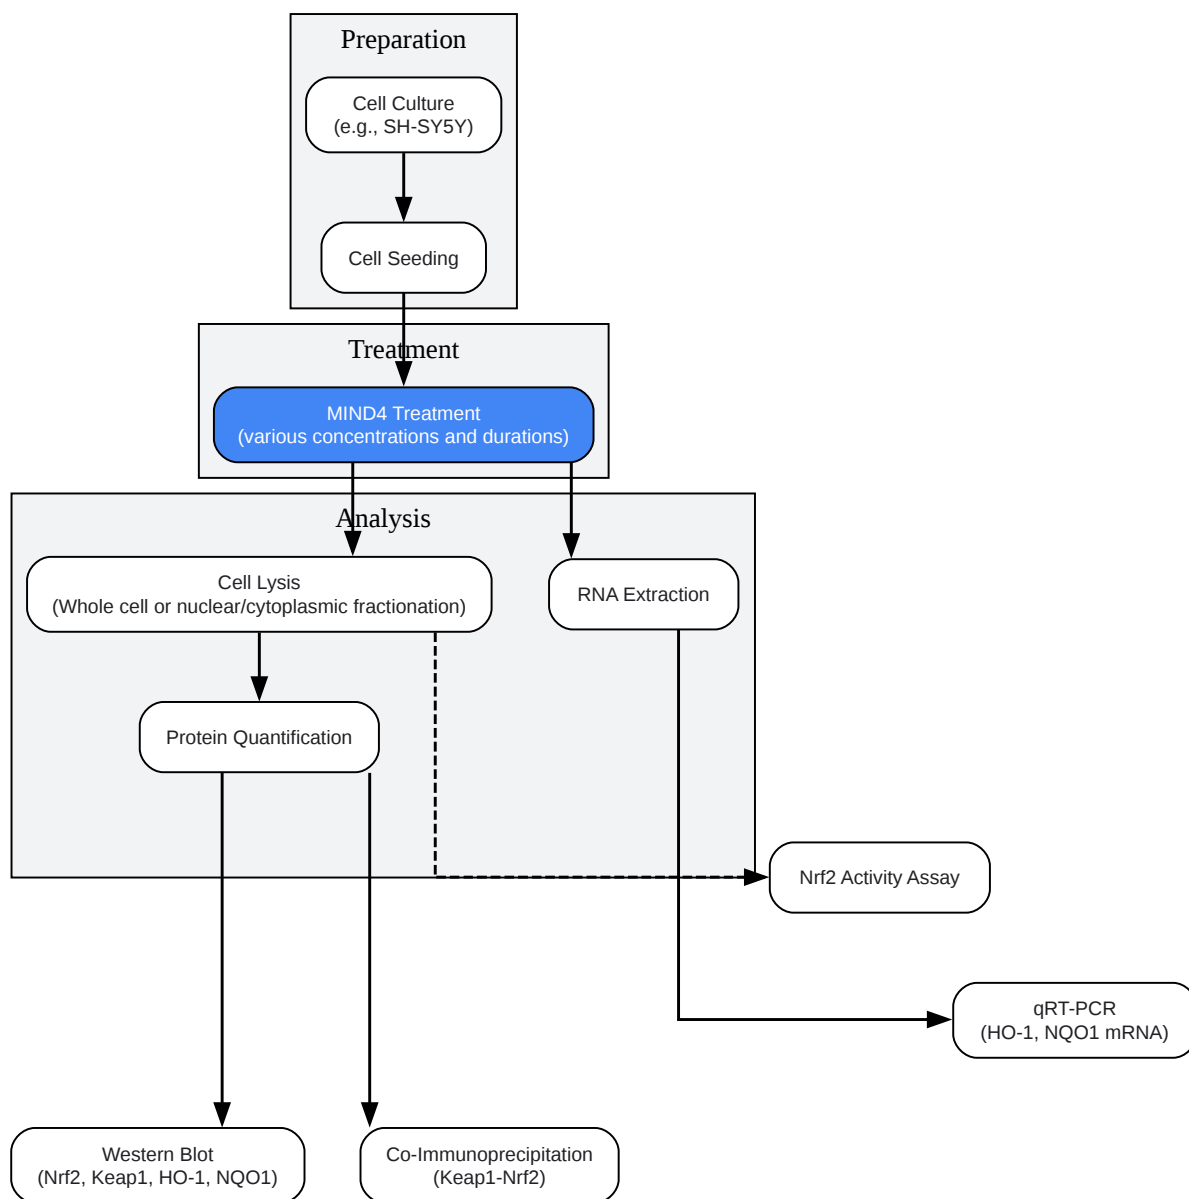 Preparation
Cell Culture
(e.g., SH-SY5Y)
Cell Seeding
Treatment
MIND4 Treatment
(various concentrations and durations)
Analysis
Cell Lysis
(Whole cell or nuclear/cytoplasmic fractionation)
RNA Extraction
Protein Quantification
Nrf2 Activity Assay
qRT-PCR
(HO-1, NQO1 mRNA)
Western Blot
(Nrf2, Keap1, HO-1, NQO1)
Co-Immunoprecipitation
(Keap1-Nrf2)